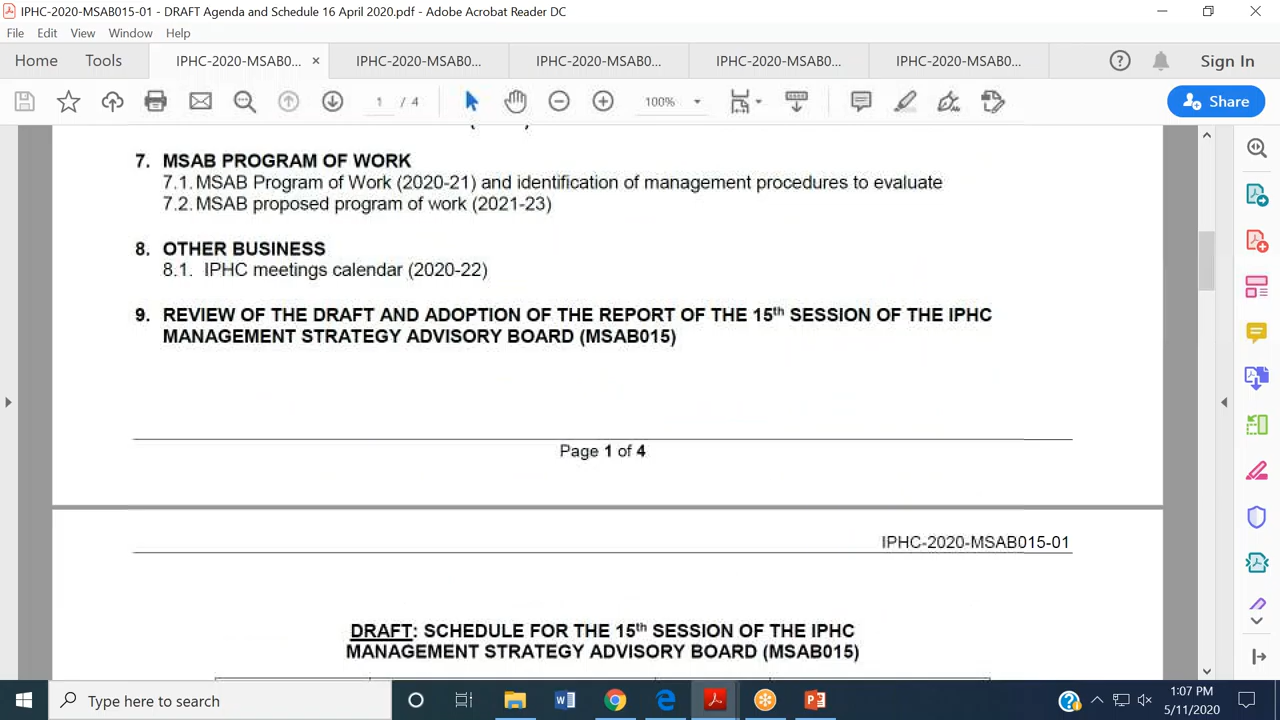 IPHC-2020-MSAB015-01 - DRAFT Agenda and Schedule 16 April 2020.pdf - Adobe Acrobat Reader DC
File Edit View Window Help
Home Tools IPHC-2020-MSAB0... × IPHC-2020-MSAB0... IPHC-2020-MSAB0... IPHC-2020-MSAB0... IPHC-2020-MSAB0... Sign In
1 / 4 100% Share
7. MSAB PROGRAM OF WORK
7.1. MSAB Program of Work (2020-21) and identification of management procedures to evaluate
7.2. MSAB proposed program of work (2021-23)
8. OTHER BUSINESS
8.1. IPHC meetings calendar (2020-22)
9. REVIEW OF THE DRAFT AND ADOPTION OF THE REPORT OF THE 15th SESSION OF THE IPHC
MANAGEMENT STRATEGY ADVISORY BOARD (MSAB015)
Page 1 of 4
IPHC-2020-MSAB015-01
DRAFT: SCHEDULE FOR THE 15th SESSION OF THE IPHC
MANAGEMENT STRATEGY ADVISORY BOARD (MSAB015)
Type here to search
1:07 PM
5/11/2020